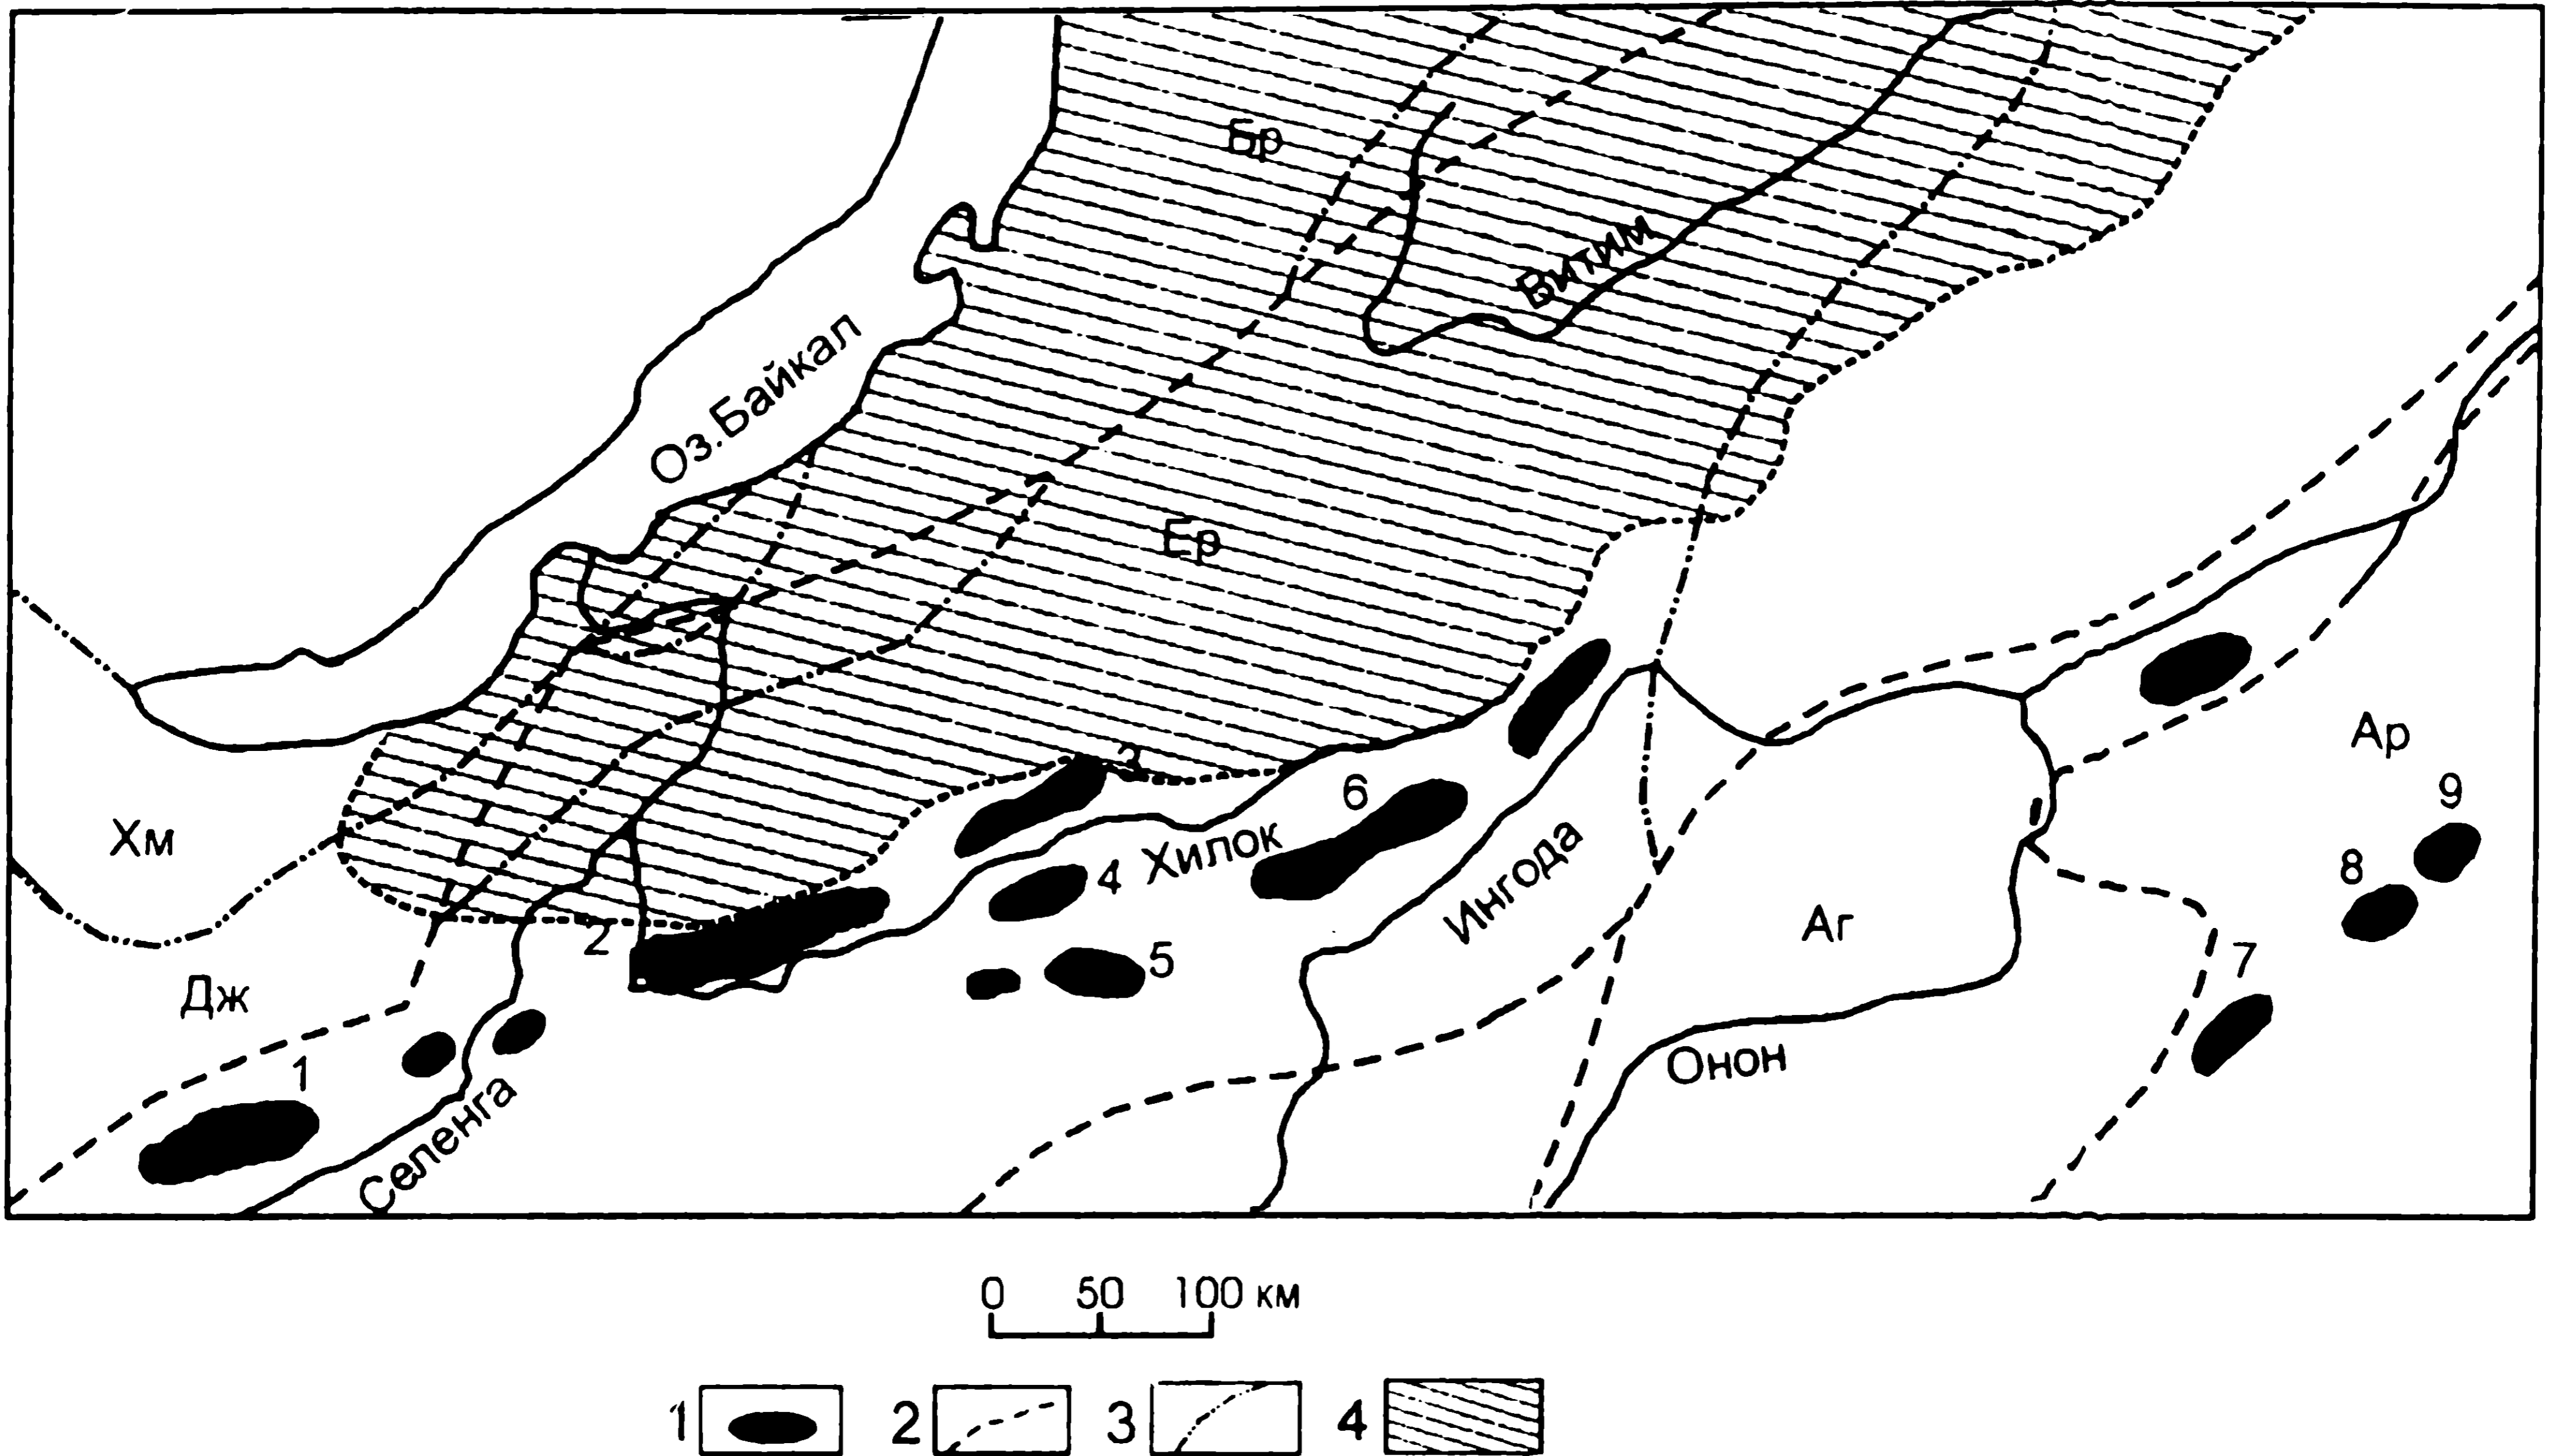 Бр
Витим
Оз.Байкал
Ер
3
Ар
Хм
6
9
4
Хилок
8
Ингода
2
Аг
5
7
Дж
1
Онон
Селенга
0 50 100 км
1 2 3 4